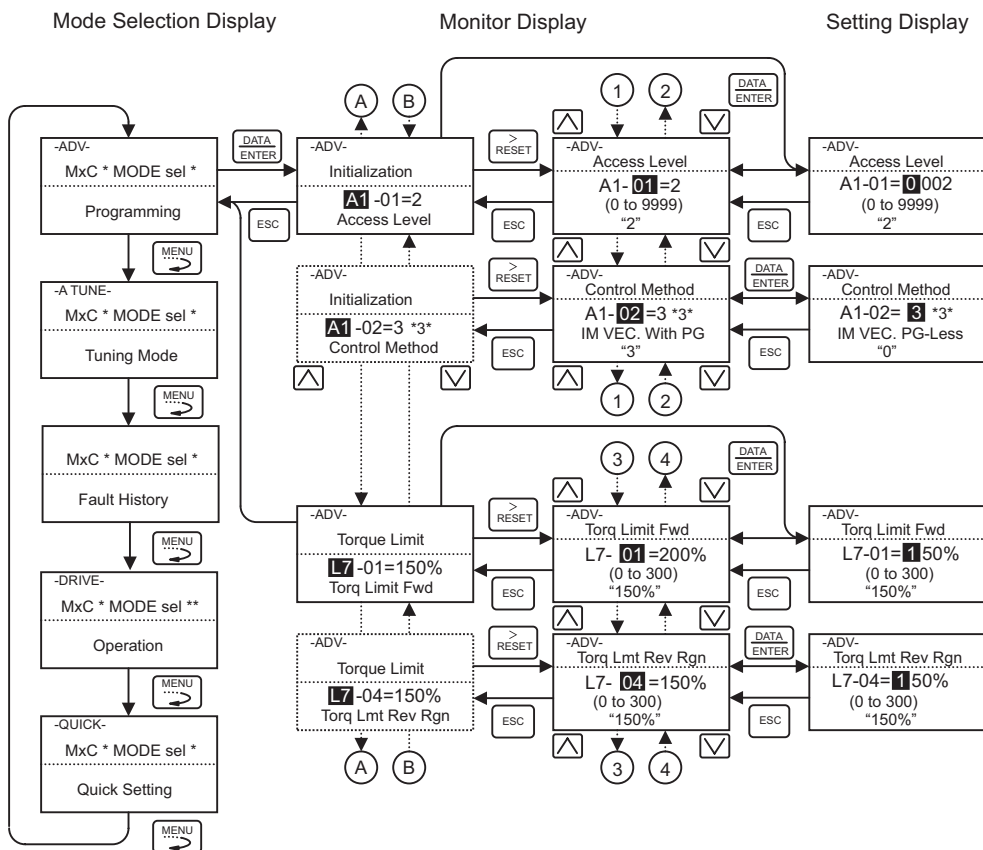 Mode Selection Display
Monitor Display
Setting Display
-ADV-
MxC * MODE sel *
Programming
DATA
ENTER
ESC
MENU
-A TUNE-
MxC * MODE sel *
Tuning Mode
MENU
MxC * MODE sel *
Fault History
MENU
-DRIVE-
MxC * MODE sel **
Operation
MENU
-QUICK-
MxC * MODE sel *
Quick Setting
MENU
A
B
-ADV-
Initialization
A1 -01=2
Access Level
>
RESET
ESC
-ADV-
Initialization
A1 -02=3 *3*
Control Method
>
RESET
ESC
-ADV-
Torque Limit
L7 -01=150%
Torq Limit Fwd
>
RESET
ESC
-ADV-
Torque Limit
L7 -04=150%
Torq Lmt Rev Rgn
>
RESET
ESC
A
B
1
2
DATA
ENTER
-ADV-
Access Level
A1- 01 =2
(0 to 9999)
“2”
ESC
-ADV-
Control Method
A1- 02 =3 *3*
IM VEC. With PG
“3”
DATA
ENTER
ESC
1
2
3
4
DATA
ENTER
-ADV-
Torq Limit Fwd
L7- 01 =200%
(0 to 300)
“150%”
ESC
-ADV-
Torq Lmt Rev Rgn
L7- 04 =150%
(0 to 300)
“150%”
DATA
ENTER
ESC
3
4
-ADV-
Access Level
A1-01= 0002
(0 to 9999)
“2”
-ADV-
Control Method
A1-02= 3 *3*
IM VEC. PG-Less
“0”
-ADV-
Torq Limit Fwd
L7-01= 150%
(0 to 300)
“150%”
-ADV-
Torq Lmt Rev Rgn
L7-04= 150%
(0 to 300)
“150%”